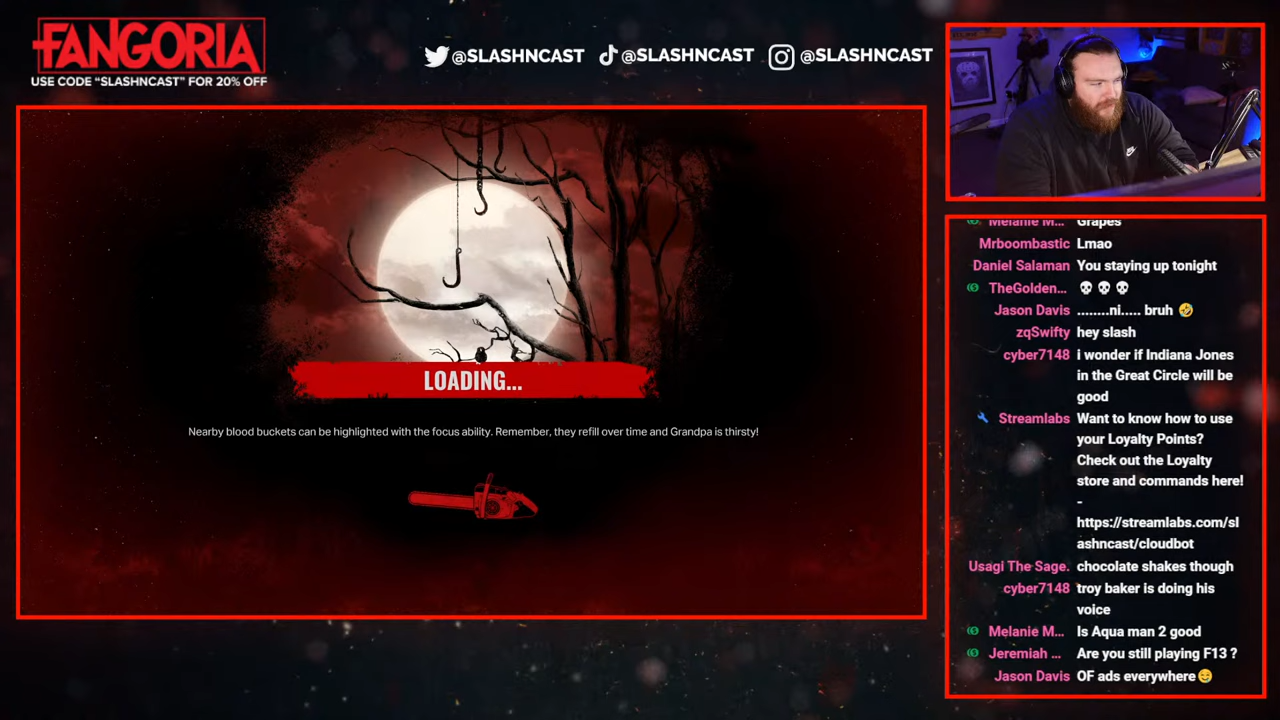 FANGORIA
USE CODE "SLASHNCAST" FOR 20% OFF
@SLASHNCAST @SLASHNCAST @SLASHNCAST
LOADING...
Nearby blood buckets can be highlighted with the focus ability. Remember, they refill over time and Grandpa is thirsty!
Melanie M... Grapes
Mrboombastic Lmao
Daniel Salaman You staying up tonight
TheGolden... 💀 💀 💀
Jason Davis ........ni..... bruh 🤣
zqSwifty hey slash
cyber7148 i wonder if Indiana Jones
in the Great Circle will be
good
Streamlabs Want to know how to use
your Loyalty Points?
Check out the Loyalty
store and commands here!
-
https://streamlabs.com/sl
ashncast/cloudbot
Usagi The Sage. chocolate shakes though
cyber7148 troy baker is doing his
voice
Melanie M... Is Aqua man 2 good
Jeremiah ... Are you still playing F13 ?
Jason Davis OF ads everywhere😊